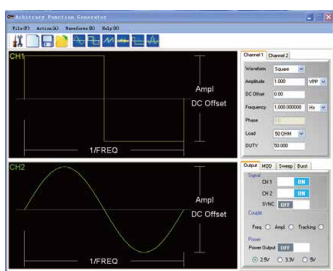 Arbitrary Function Generator
File(F) Action(A) Waveforms(W) Help(H)
CH1
Ampl
DC Offset
1/FREQ
CH2
Ampl
DC Offset
1/FREQ
Channel 1 Channel 2
Waveform Square
Amplitude 1.000 VPP
DC Offset 0.00
Frequency 1.000000000 Hz
Phase
Load 50 OHM
DUTY 50.000
Output MOD Sweep Burst
Signal
CH 1 ON
CH 2 ON
SYNC OFF
Couple
Freq Ampl Tracking
Power
Power Output OFF
2.5V 3.3V 5V